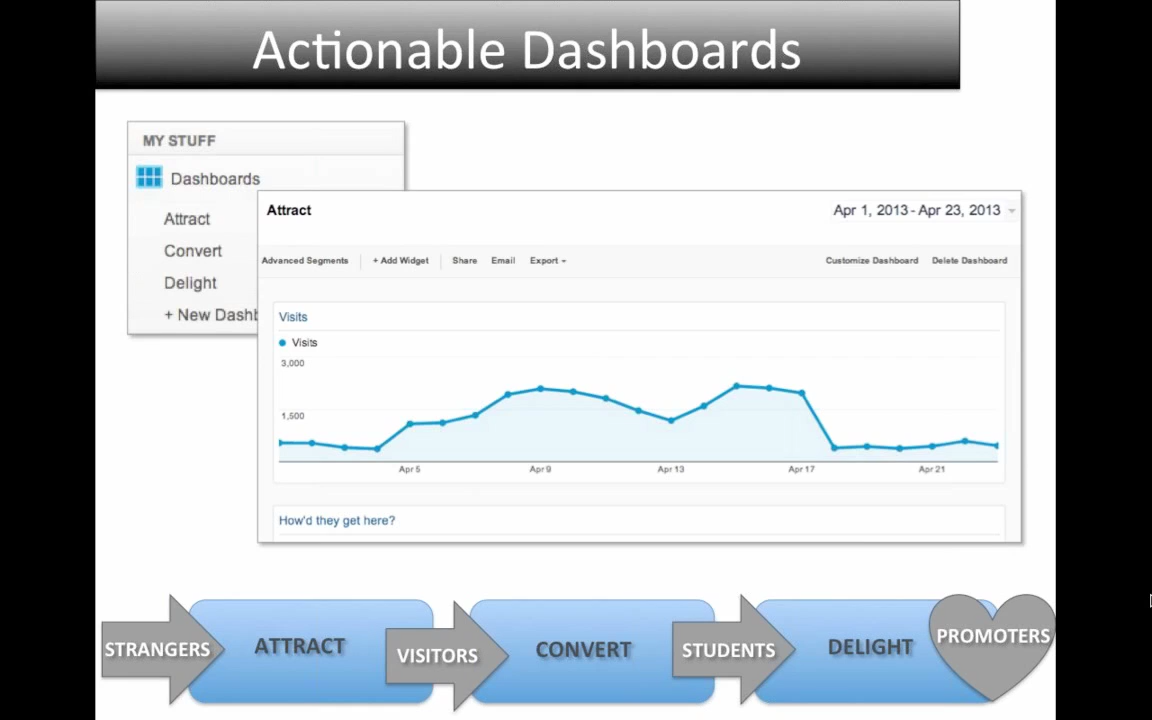 Actionable Dashboards
MY STUFF
Dashboards
Attract
Convert
Delight
+ New Dashb
Attract
Apr 1, 2013 - Apr 23, 2013
Advanced Segments
+ Add Widget
Share
Email
Export
Customize Dashboard
Delete Dashboard
Visits
Visits
3,000
1,500
Apr 5
Apr 9
Apr 13
Apr 17
Apr 21
How'd they get here?
STRANGERS
ATTRACT
VISITORS
CONVERT
STUDENTS
DELIGHT
PROMOTERS